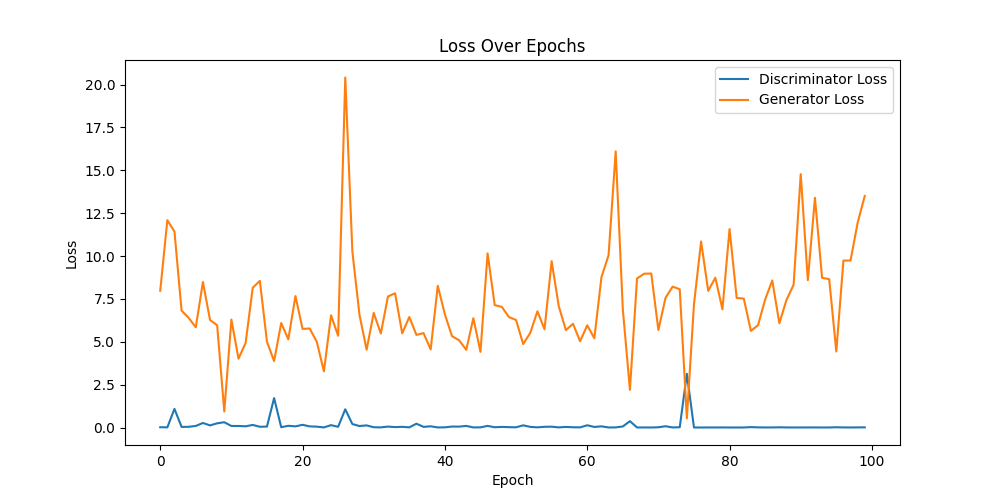 Loss Over Epochs
Discriminator Loss
Generator Loss
20.0
17.5
15.0
12.5
10.0
7.5
5.0
2.5
0.0
Loss
0 20 40 60 80 100
Epoch